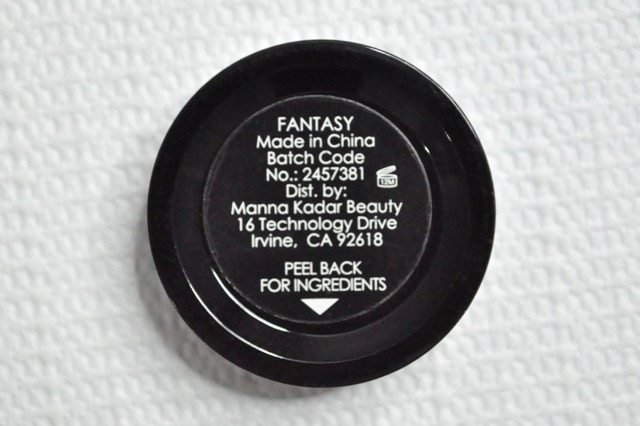 FANTASY
Made in China
Batch Code
No.: 2457381
12M
Dist. by:
Manna Kadar Beauty
16 Technology Drive
Irvine, CA 92618
PEEL BACK
FOR INGREDIENTS